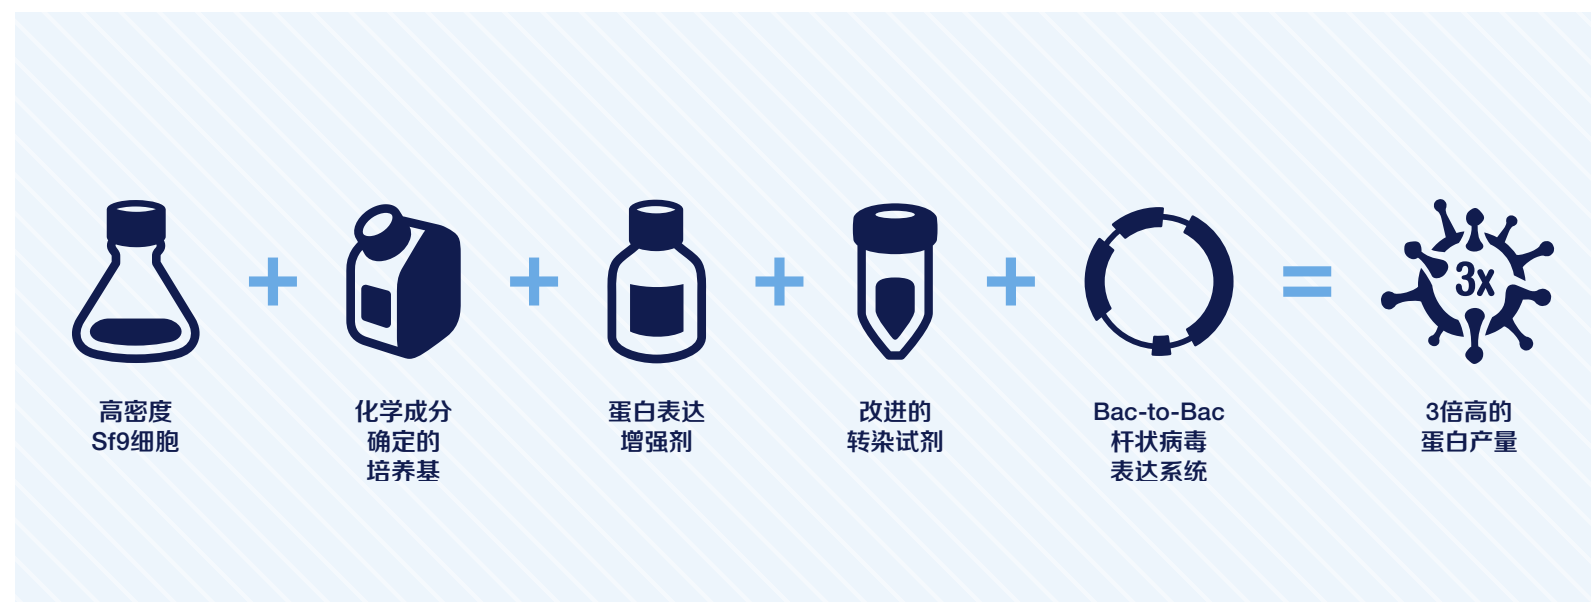 3x
高密度
Sf9细胞
化学成分
确定的
培养基
蛋白表达
增强剂
改进的
转染试剂
Bac-to-Bac
杆状病毒
表达系统
3倍高的
蛋白产量